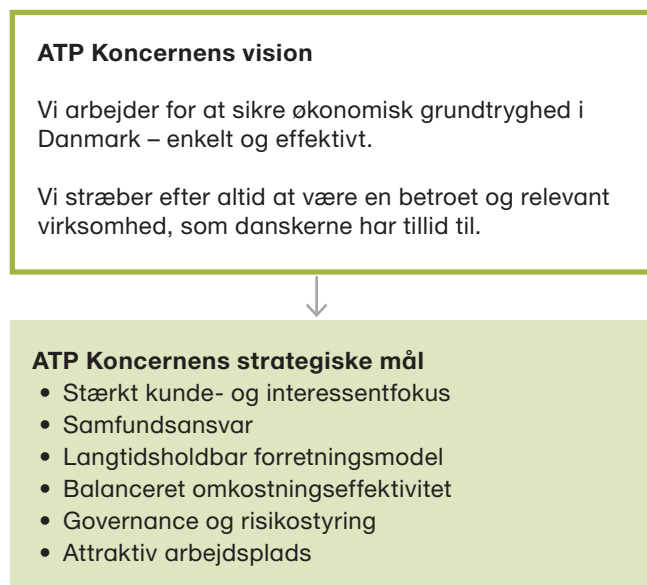 ATP Koncernens vision
Vi arbejder for at sikre økonomisk grundtryghed i
Danmark – enkelt og effektivt.
Vi stræber efter altid at være en betroet og relevant
virksomhed, som danskerne har tillid til.
ATP Koncernens strategiske mål
• Stærkt kunde- og interessentfokus
• Samfundsansvar
• Langtidsholdbar forretningsmodel
• Balanceret omkostningseffektivitet
• Governance og risikostyring
• Attraktiv arbejdsplads